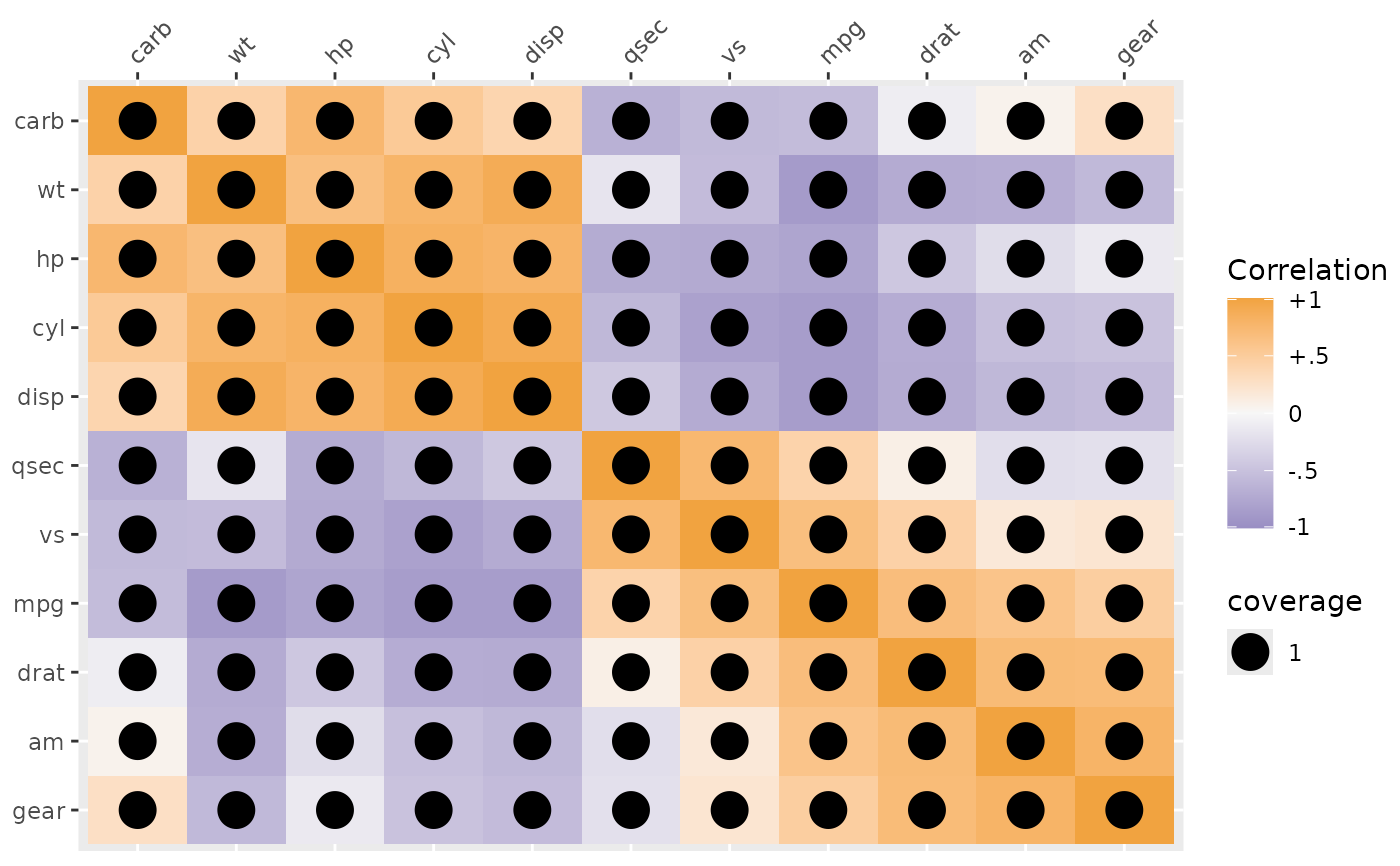 carb wt hp cyl disp qsec vs mpg drat am gear
carb
wt
hp
cyl
disp
qsec
vs
mpg
drat
am
gear
Correlation
+1
+.5
0
-.5
-1
coverage
1